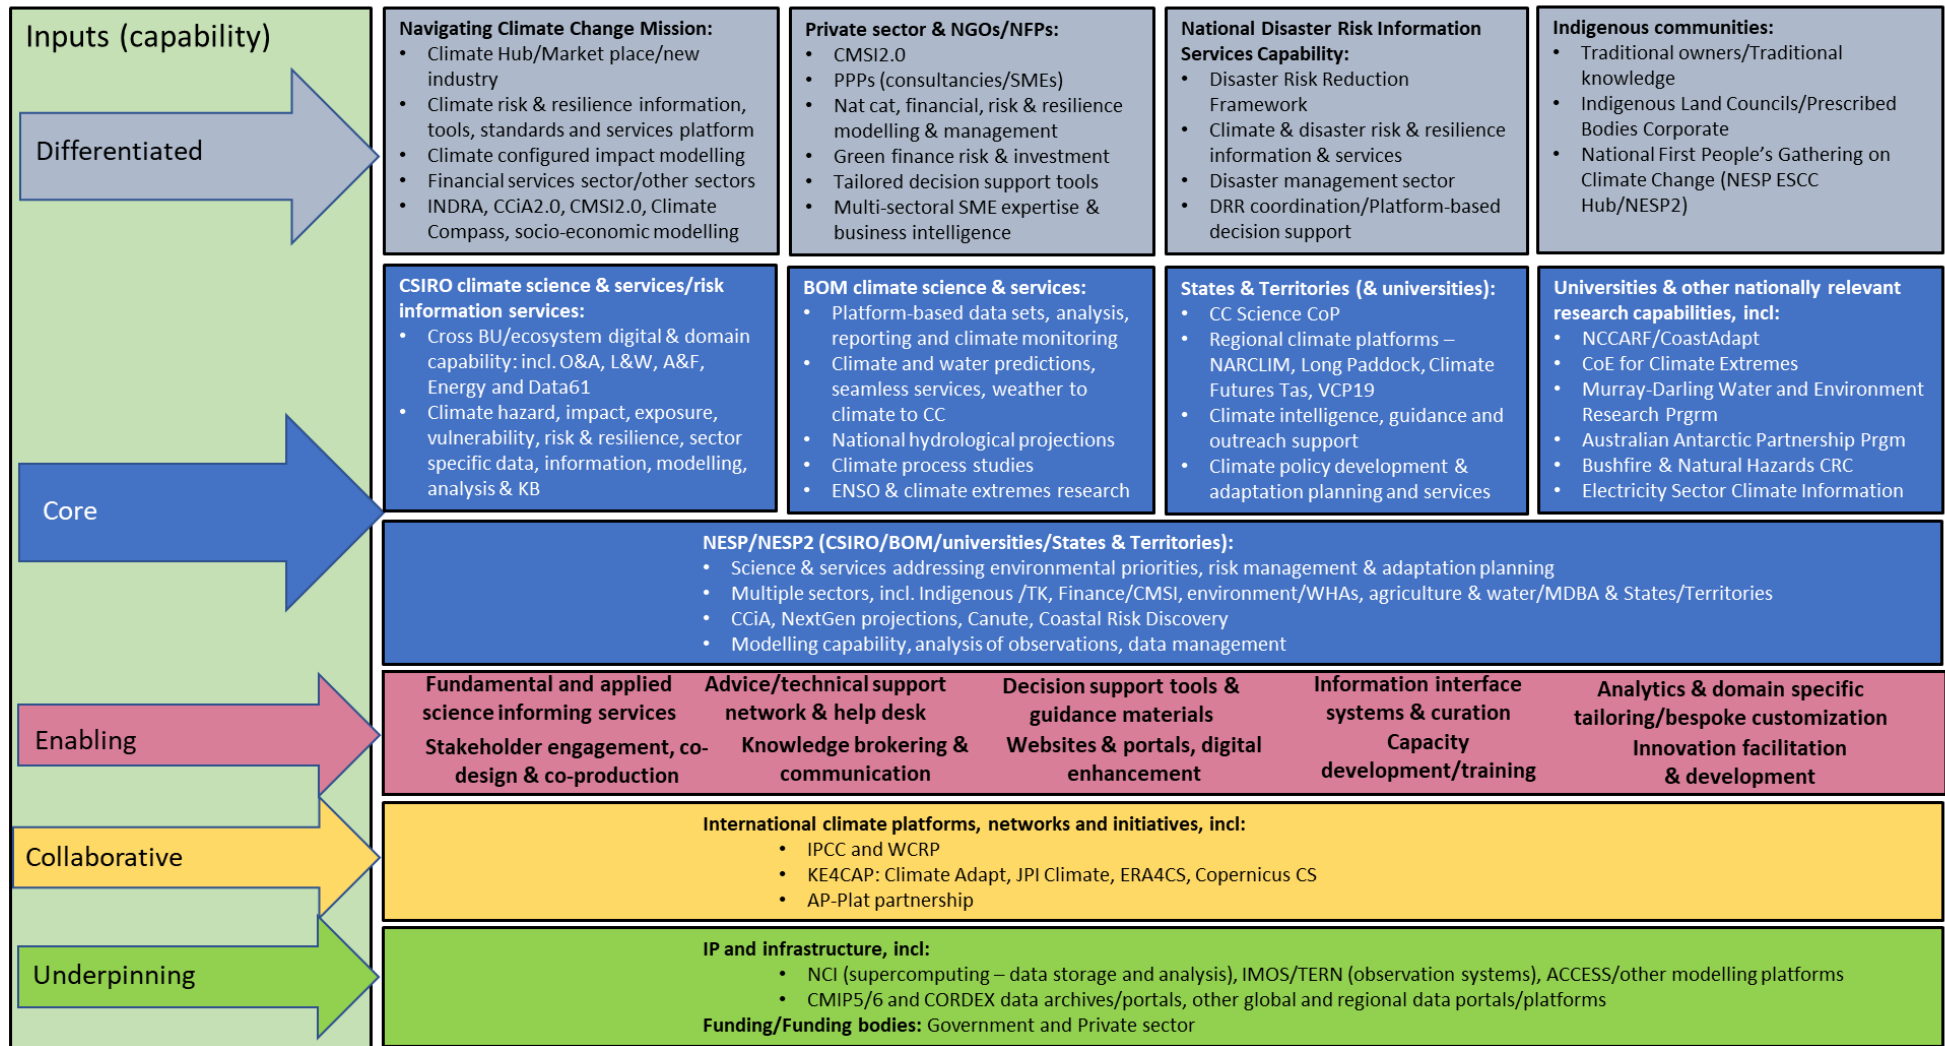 Inputs (capability)
Differentiated
Navigating Climate Change Mission:
• Climate Hub/Market place/new
industry
• Climate risk & resilience information,
tools, standards and services platform
• Climate configured impact modelling
• Financial services sector/other sectors
• INDRA, CCiA2.0, CMSI2.0, Climate
Compass, socio-economic modelling
Private sector & NGOs/NFPs:
• CMSI2.0
• PPPs (consultancies/SMEs)
• Nat cat, financial, risk & resilience
modelling & management
• Green finance risk & investment
• Tailored decision support tools
• Multi-sectoral SME expertise &
business intelligence
National Disaster Risk Information
Services Capability:
• Disaster Risk Reduction
Framework
• Climate & disaster risk & resilience
information & services
• Disaster management sector
• DRR coordination/Platform-based
decision support
Indigenous communities:
• Traditional owners/Traditional
knowledge
• Indigenous Land Councils/Prescribed
Bodies Corporate
• National First People's Gathering on
Climate Change (NESP ESCC
Hub/NESP2)
Core
CSIRO climate science & services/risk
information services:
• Cross BU/ecosystem digital & domain
capability: incl. O&A, L&W, A&F,
Energy and Data61
• Climate hazard, impact, exposure,
vulnerability, risk & resilience, sector
specific data, information, modelling,
analysis & KB
BOM climate science & services:
• Platform-based data sets, analysis,
reporting and climate monitoring
• Climate and water predictions,
seamless services, weather to
climate to CC
• National hydrological projections
• Climate process studies
• ENSO & climate extremes research
States & Territories (& universities):
• CC Science CoP
• Regional climate platforms –
NARCLIM, Long Paddock, Climate
Futures Tas, VCP19
• Climate intelligence, guidance and
outreach support
• Climate policy development &
adaptation planning and services
Universities & other nationally relevant
research capabilities, incl:
• NCCARF/CoastAdapt
• CoE for Climate Extremes
• Murray-Darling Water and Environment
Research Prgrm
• Australian Antarctic Partnership Prgm
• Bushfire & Natural Hazards CRC
• Electricity Sector Climate Information
NESP/NESP2 (CSIRO/BOM/universities/States & Territories):
• Science & services addressing environmental priorities, risk management & adaptation planning
• Multiple sectors, incl. Indigenous /TK, Finance/CMSI, environment/WHAs, agriculture & water/MDBA & States/Territories
• CCiA, NextGen projections, Canute, Coastal Risk Discovery
• Modelling capability, analysis of observations, data management
Enabling
Fundamental and applied
science informing services
Advice/technical support
network & help desk
Decision support tools &
guidance materials
Information interface
systems & curation
Analytics & domain specific
tailoring/bespoke customization
Stakeholder engagement, co-
design & co-production
Knowledge brokering &
communication
Websites & portals, digital
enhancement
Capacity
development/training
Innovation facilitation
& development
Collaborative
International climate platforms, networks and initiatives, incl:
• IPCC and WCRP
• KE4CAP: Climate Adapt, JPI Climate, ERA4CS, Copernicus CS
• AP-Plat partnership
Underpinning
IP and infrastructure, incl:
• NCI (supercomputing – data storage and analysis), IMOS/TERN (observation systems), ACCESS/other modelling platforms
• CMIP5/6 and CORDEX data archives/portals, other global and regional data portals/platforms
Funding/Funding bodies: Government and Private sector